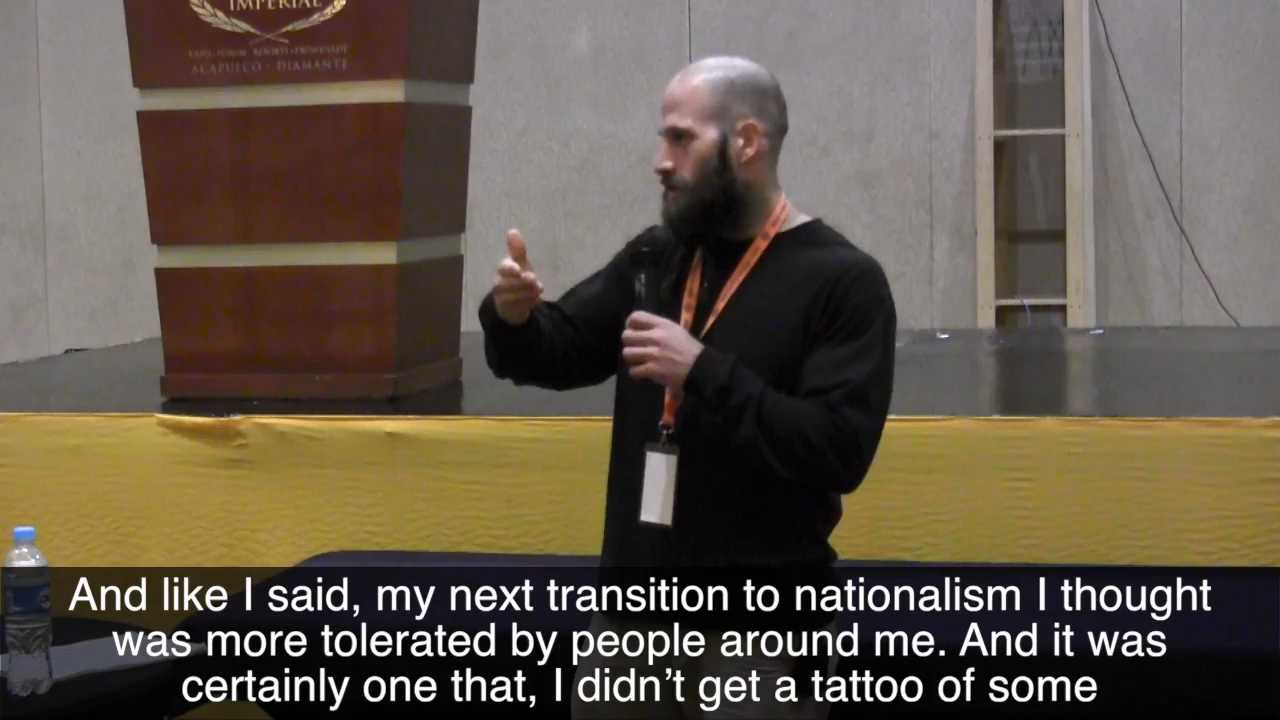 IMPERIAL
ACAPULCO · DIAMANTE
And like I said, my next transition to nationalism I thought
was more tolerated by people around me. And it was
certainly one that, I didn't get a tattoo of some